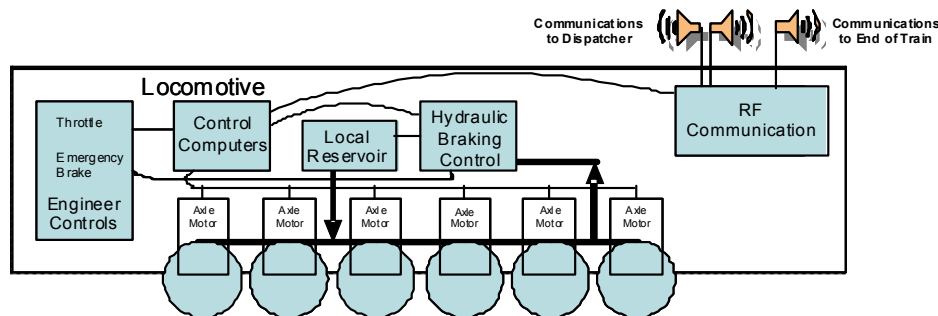 Communications
to Dispatcher
Communications
to End of Train
Locomotive
Throttle
Emergency
Brake
Engineer
Controls
Control
Computers
Local
Reservoir
Hydraulic
Braking
Control
RF
Communication
Axle
Motor
Axle
Motor
Axle
Motor
Axle
Motor
Axle
Motor
Axle
Motor